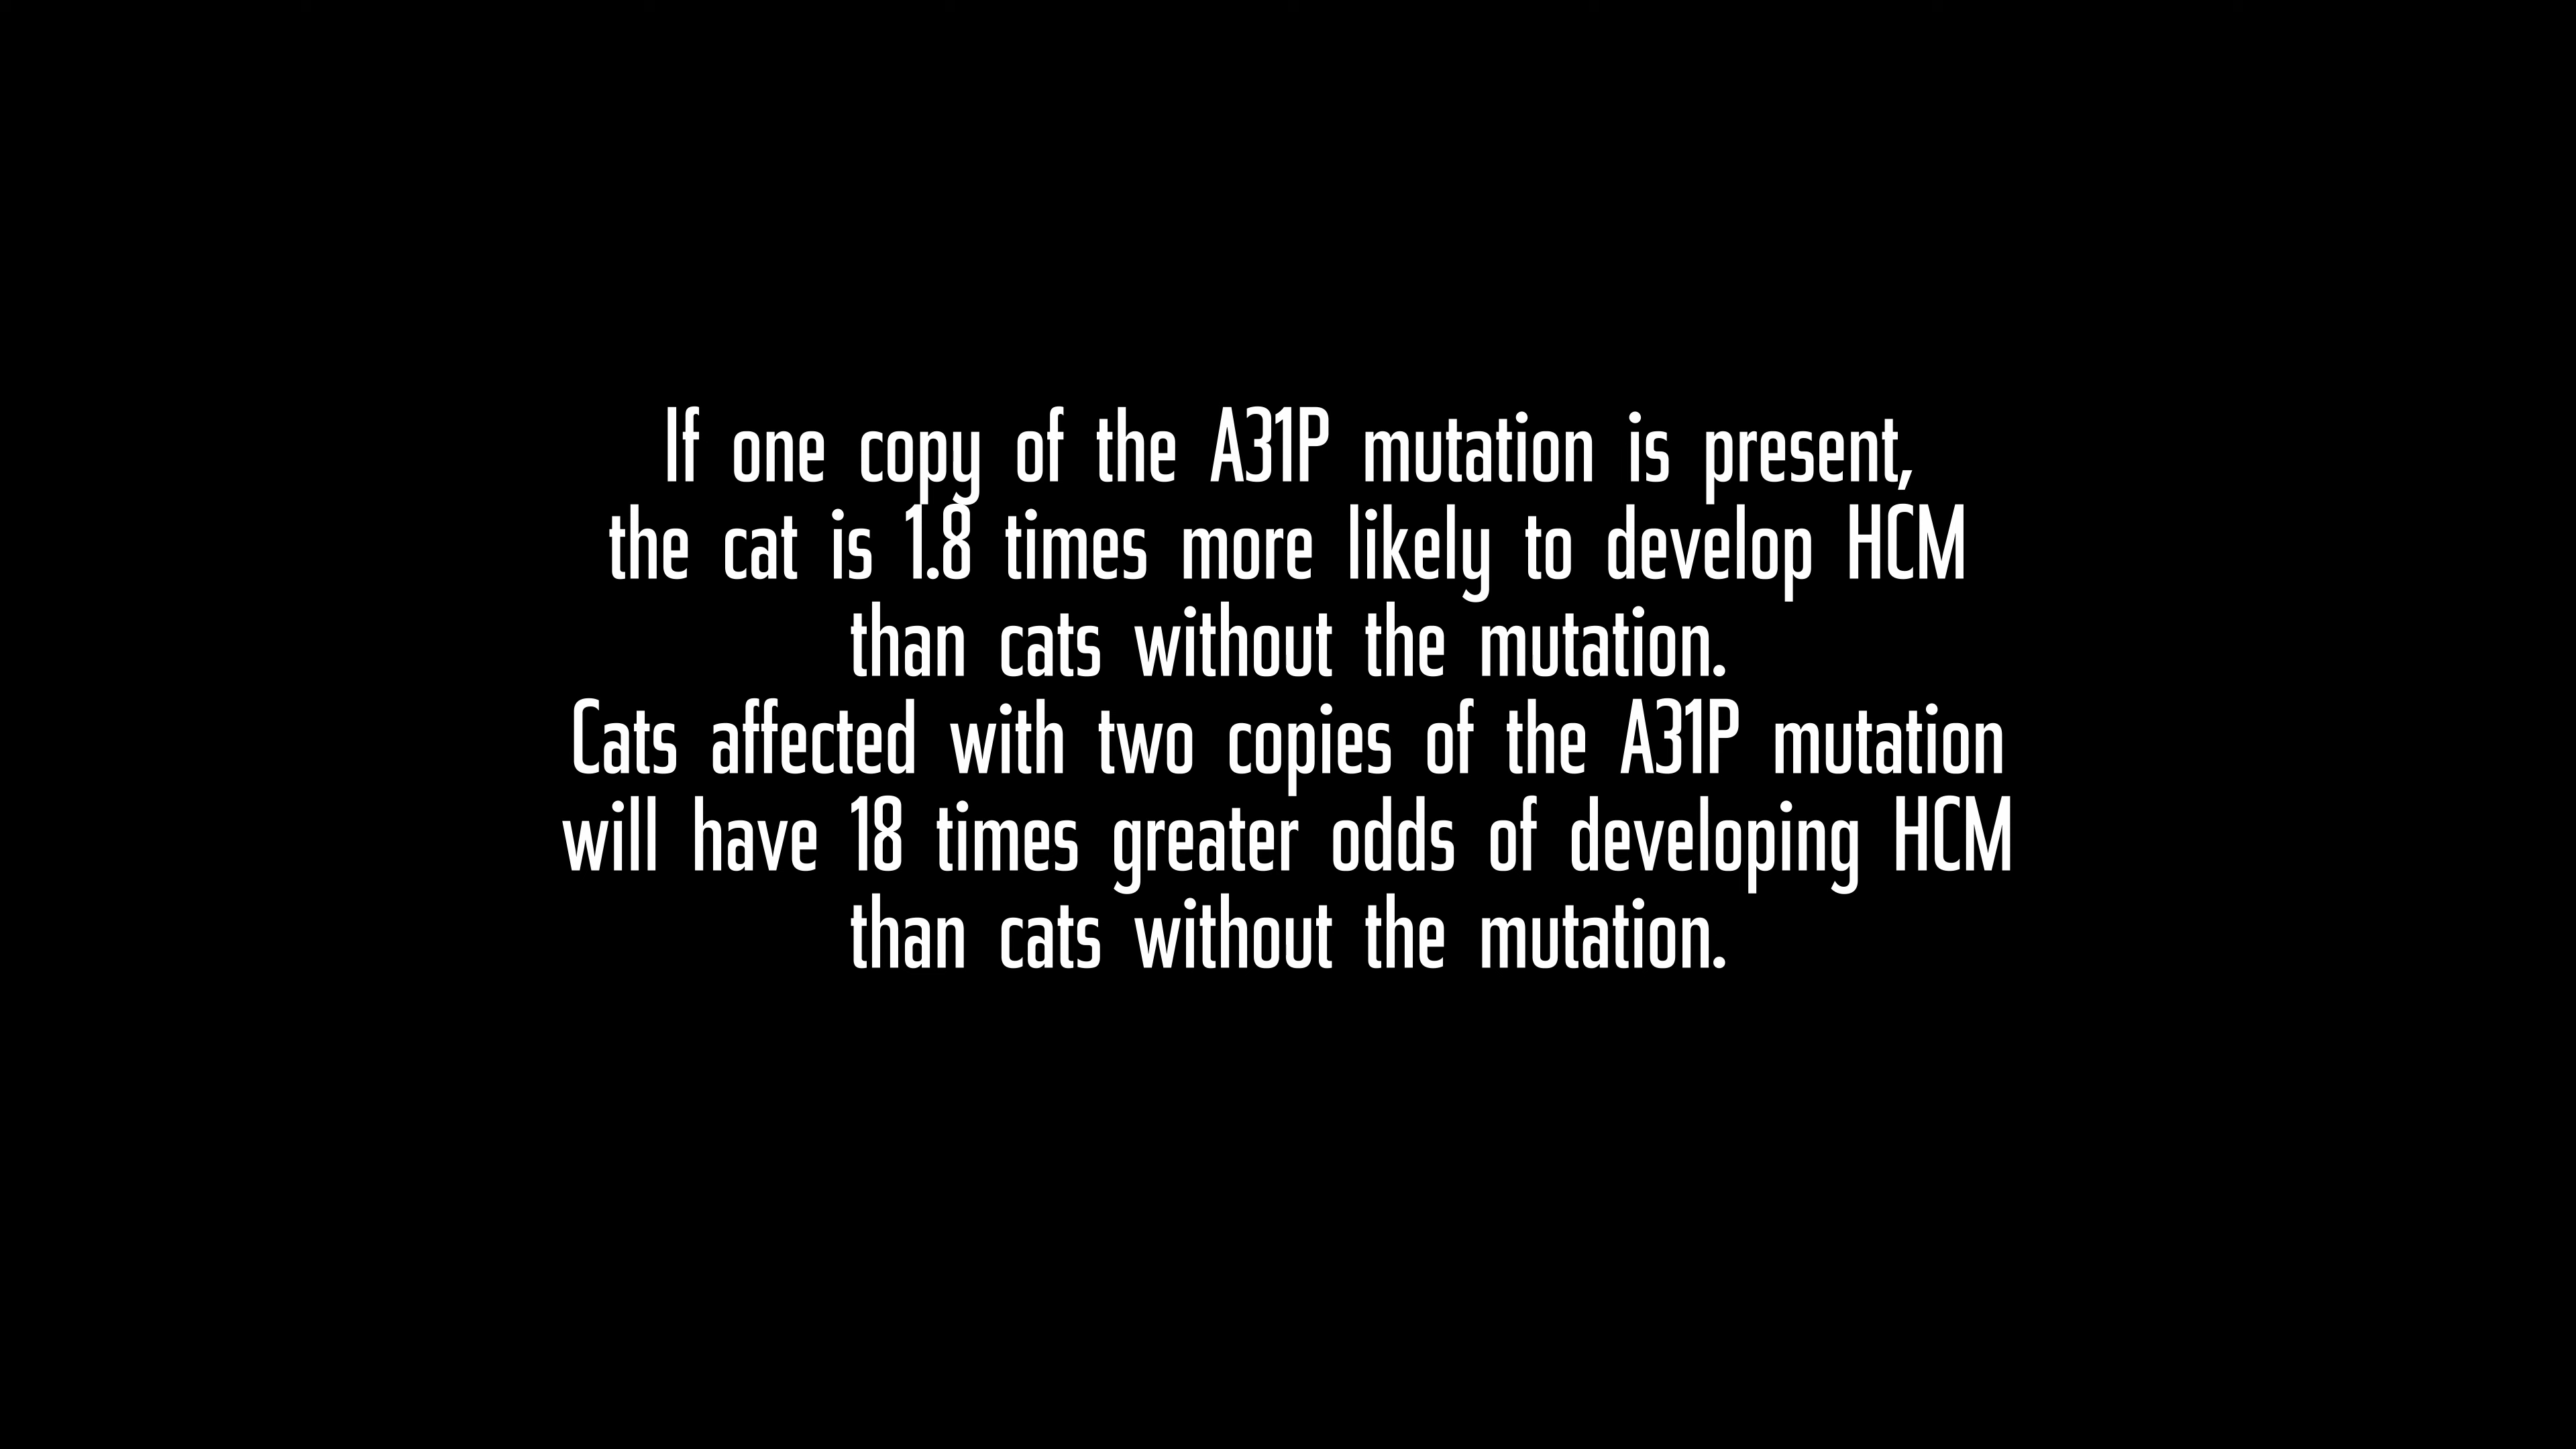 If one copy of the A31P mutation is present,
the cat is 1.8 times more likely to develop HCM
than cats without the mutation.
Cats affected with two copies of the A31P mutation
will have 18 times greater odds of developing HCM
than cats without the mutation.